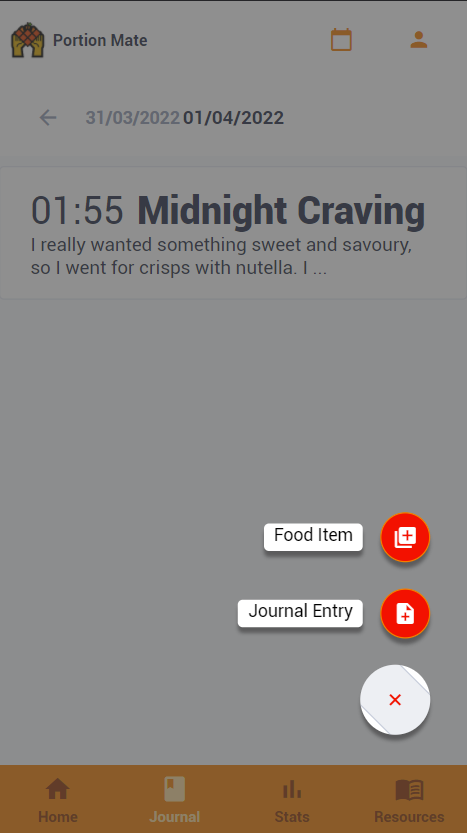 Portion Mate
31/03/2022 01/04/2022
01:55 Midnight Craving
I really wanted something sweet and savoury,
so I went for crisps with nutella. I ...
Food Item
Journal Entry
Home Journal Stats Resources